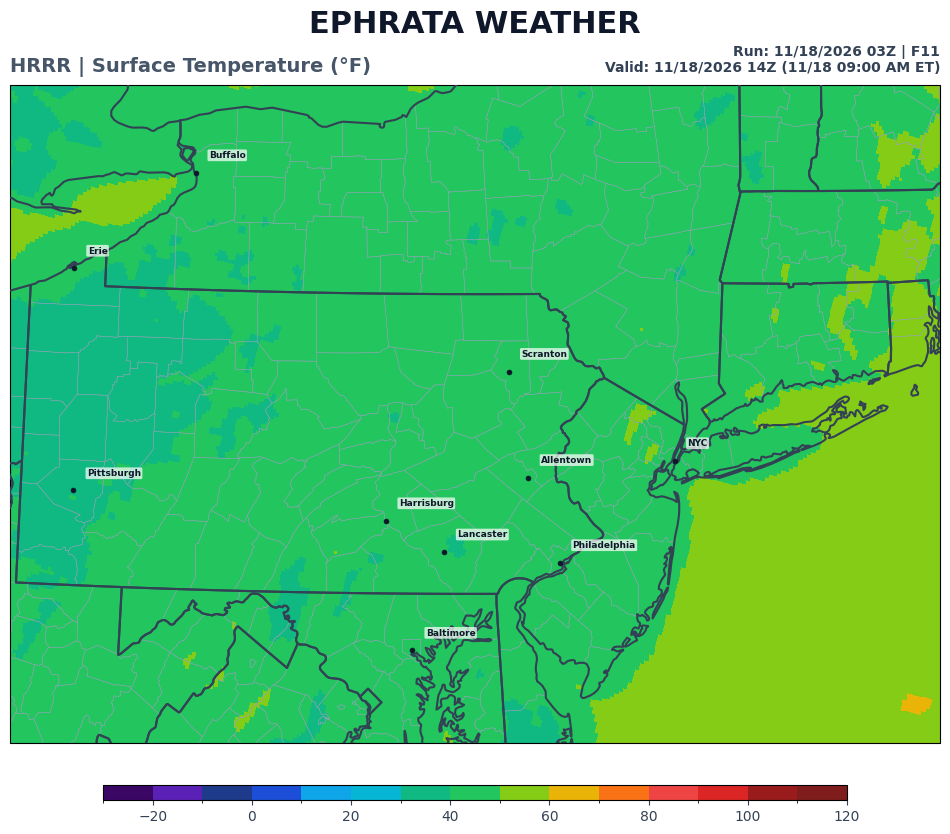 EPHRATA WEATHER
HRRR | Surface Temperature (°F)
Run: 11/18/2026 03Z | F11
Valid: 11/18/2026 14Z (11/18 09:00 AM ET)
Buffalo
Erie
Scranton
NYC
Allentown
Pittsburgh
Harrisburg
Lancaster
Philadelphia
Baltimore
−20 0 20 40 60 80 100 120